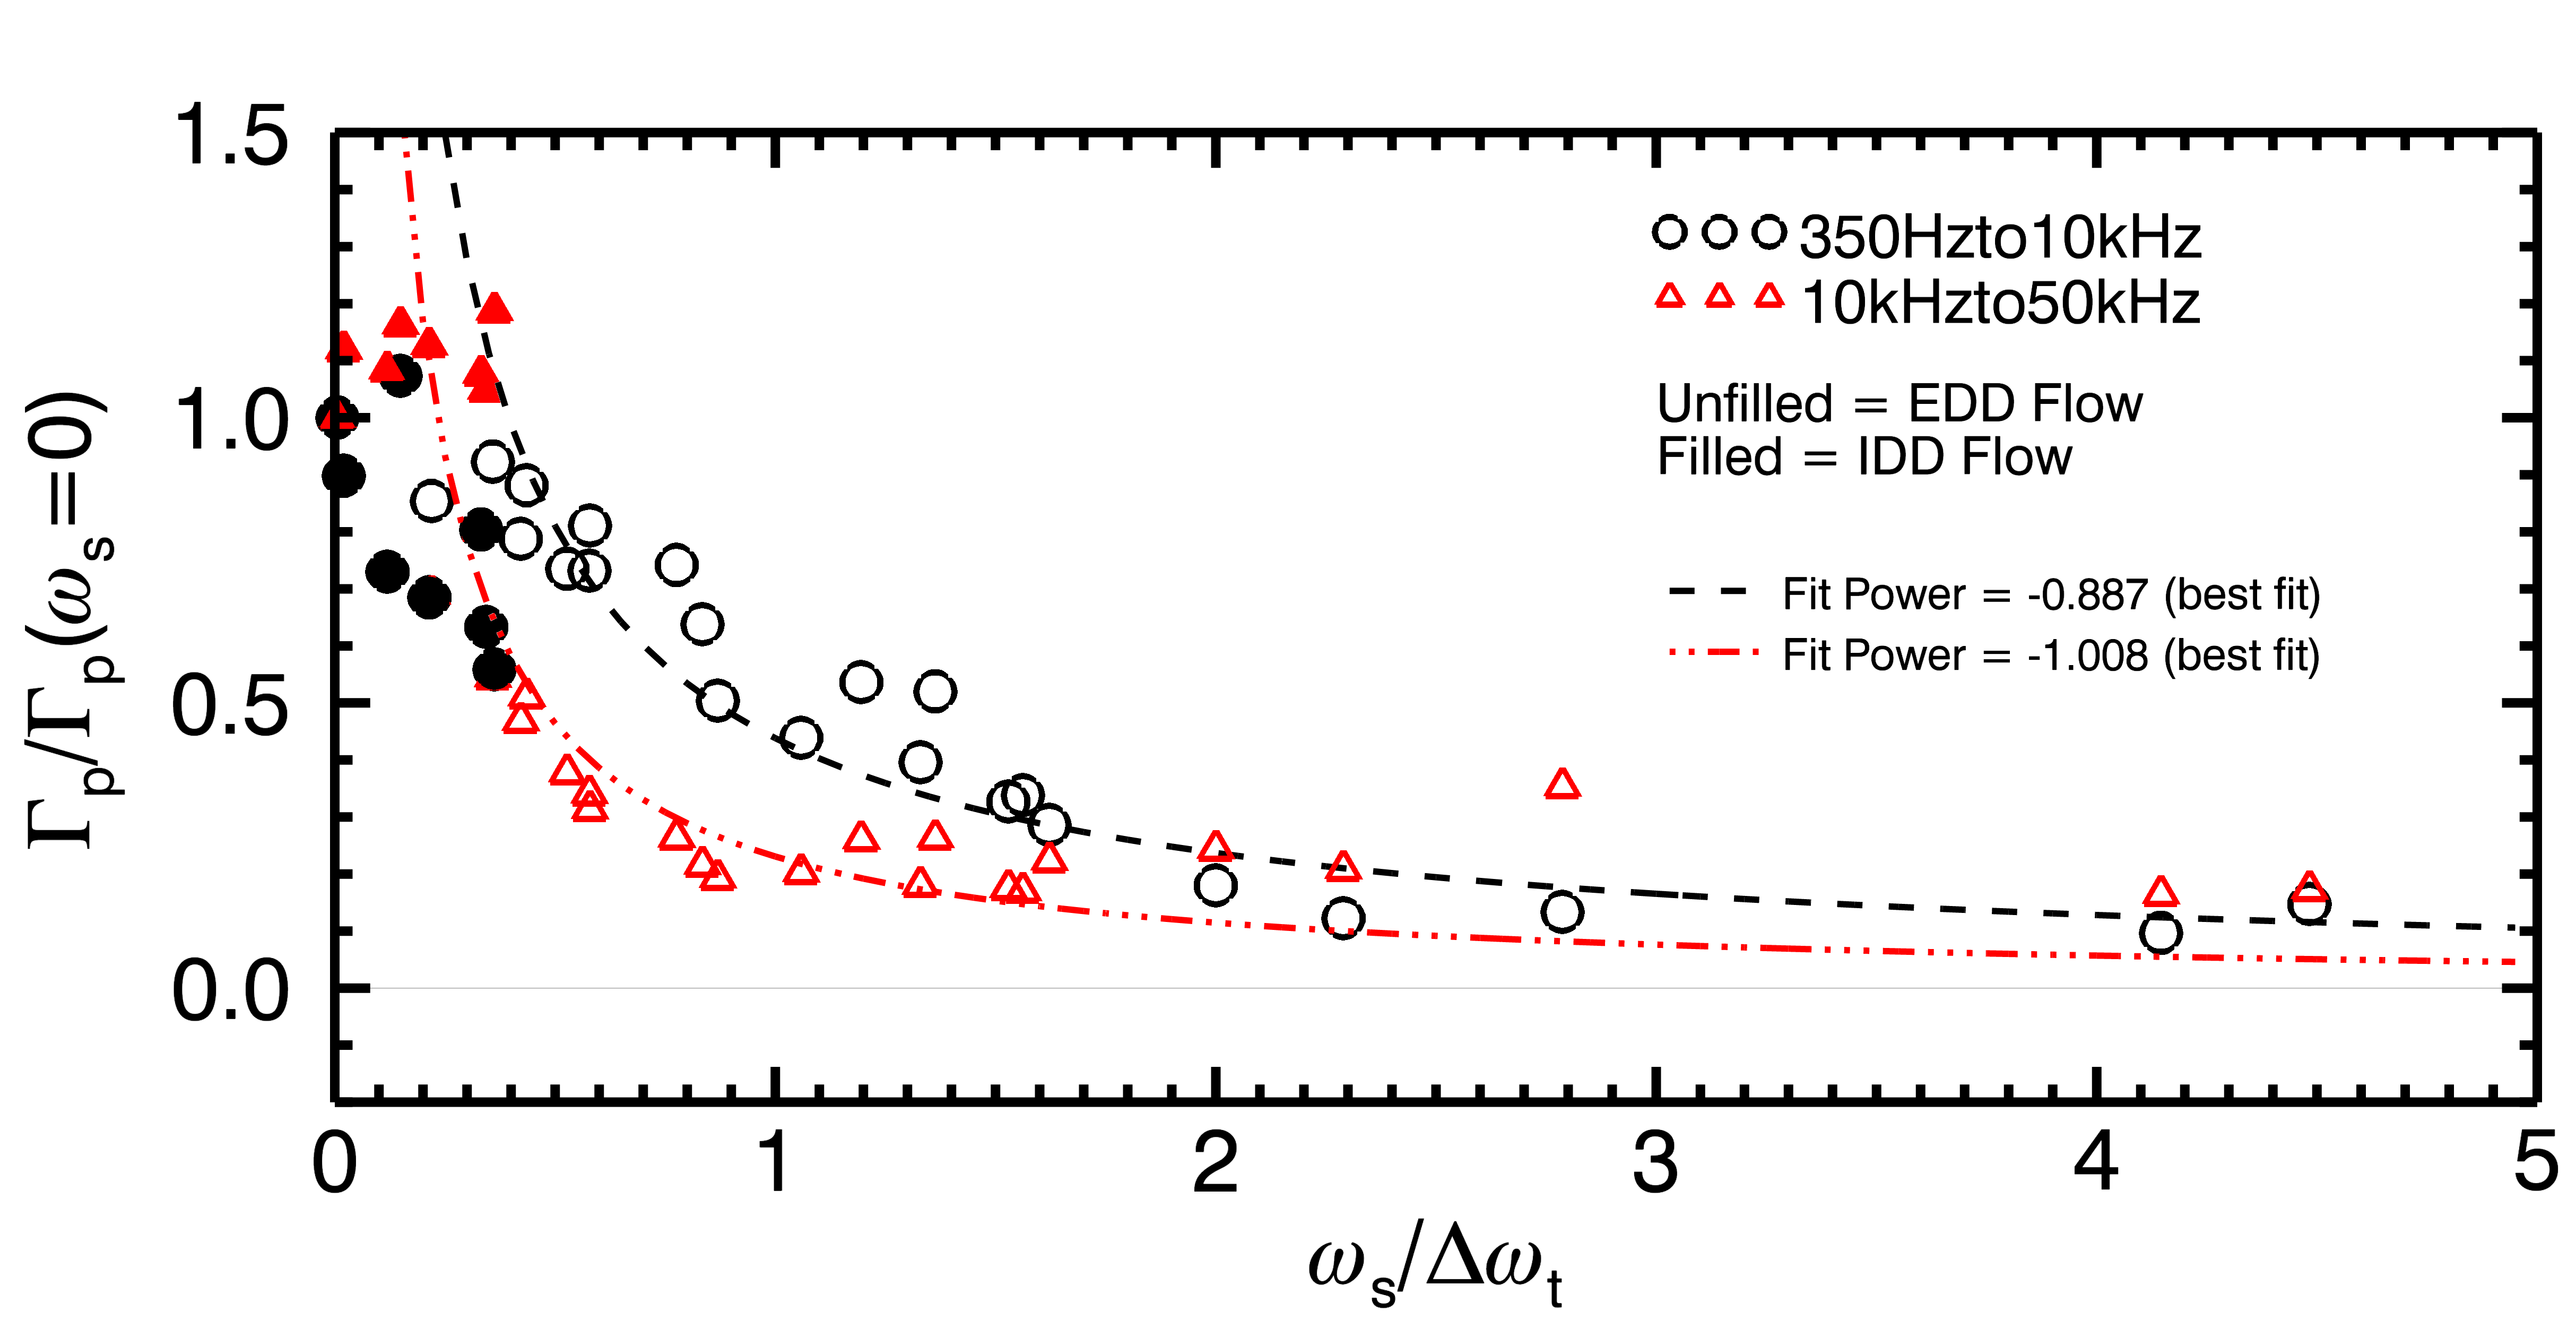 1.5
1.0
0.5
0.0
Γp/Γp(ωs=0)
350Hzto10kHz
10kHzto50kHz
Unfilled = EDD Flow
Filled = IDD Flow
Fit Power = -0.887 (best fit)
Fit Power = -1.008 (best fit)
0 1 2 3 4 5
ωs/Δωt